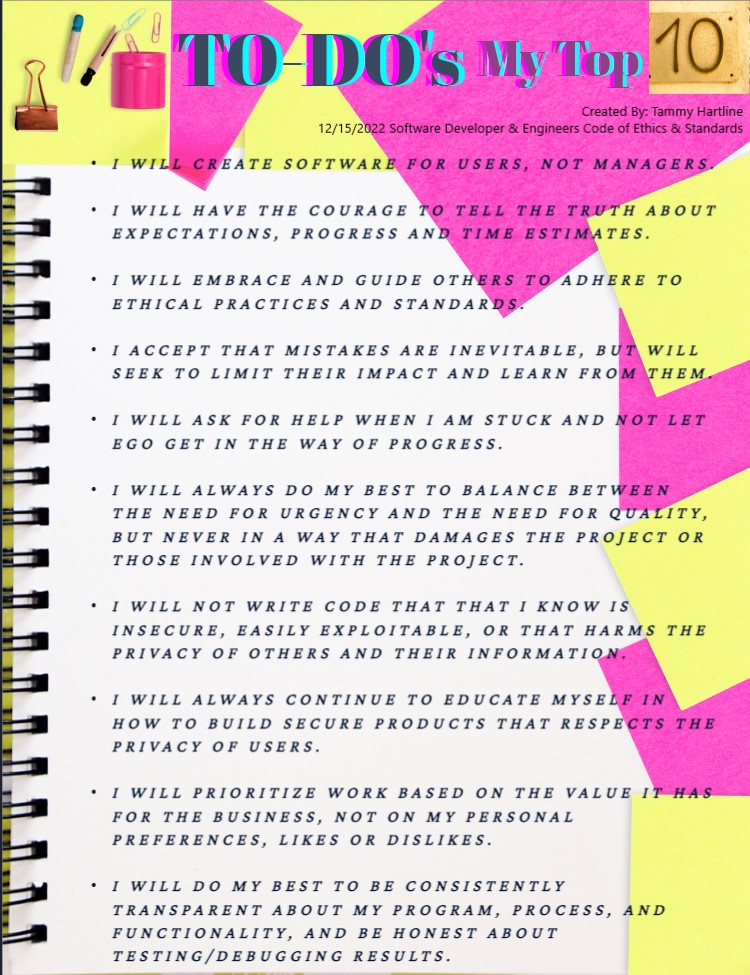 TO-DO's My Top 10
Created By: Tammy Hartline
12/15/2022 Software Developer & Engineers Code of Ethics & Standards
• I WILL CREATE SOFTWARE FOR USERS, NOT MANAGERS.
• I WILL HAVE THE COURAGE TO TELL THE TRUTH ABOUT
EXPECTATIONS, PROGRESS AND TIME ESTIMATES.
• I WILL EMBRACE AND GUIDE OTHERS TO ADHERE TO
ETHICAL PRACTICES AND STANDARDS.
• I ACCEPT THAT MISTAKES ARE INEVITABLE, BUT WILL
SEEK TO LIMIT THEIR IMPACT AND LEARN FROM THEM.
• I WILL ASK FOR HELP WHEN I AM STUCK AND NOT LET
EGO GET IN THE WAY OF PROGRESS.
• I WILL ALWAYS DO MY BEST TO BALANCE BETWEEN
THE NEED FOR URGENCY AND THE NEED FOR QUALITY,
BUT NEVER IN A WAY THAT DAMAGES THE PROJECT OR
THOSE INVOLVED WITH THE PROJECT.
• I WILL NOT WRITE CODE THAT THAT I KNOW IS
INSECURE, EASILY EXPLOITABLE, OR THAT HARMS THE
PRIVACY OF OTHERS AND THEIR INFORMATION.
• I WILL ALWAYS CONTINUE TO EDUCATE MYSELF IN
HOW TO BUILD SECURE PRODUCTS THAT RESPECTS THE
PRIVACY OF USERS.
• I WILL PRIORITIZE WORK BASED ON THE VALUE IT HAS
FOR THE BUSINESS, NOT ON MY PERSONAL
PREFERENCES, LIKES OR DISLIKES.
• I WILL DO MY BEST TO BE CONSISTENTLY
TRANSPARENT ABOUT MY PROGRAM, PROCESS, AND
FUNCTIONALITY, AND BE HONEST ABOUT
TESTING/DEBUGGING RESULTS.